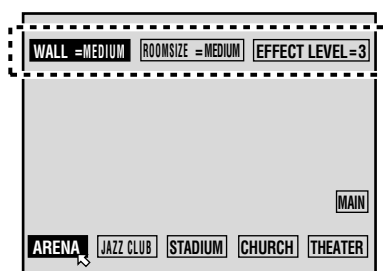 WALL =MEDIUM ROOMSIZE =MEDIUM EFFECT LEVEL=3
MAIN
ARENA JAZZ CLUB STADIUM CHURCH THEATER